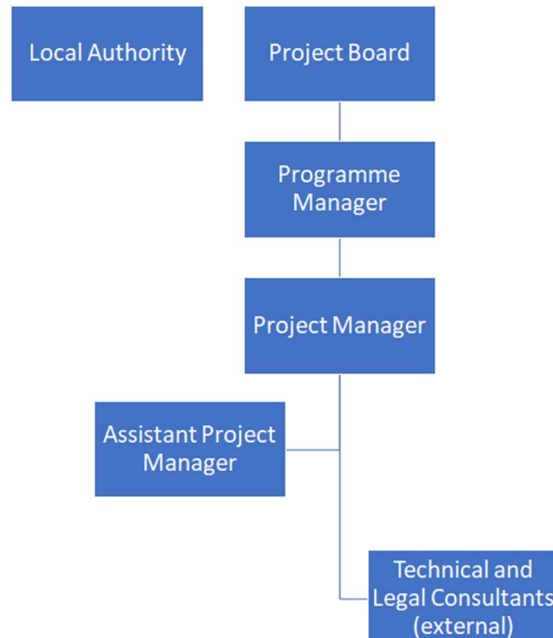 Local Authority
Project Board
Programme
Manager
Project Manager
Assistant Project
Manager
Technical and
Legal Consultants
(external)